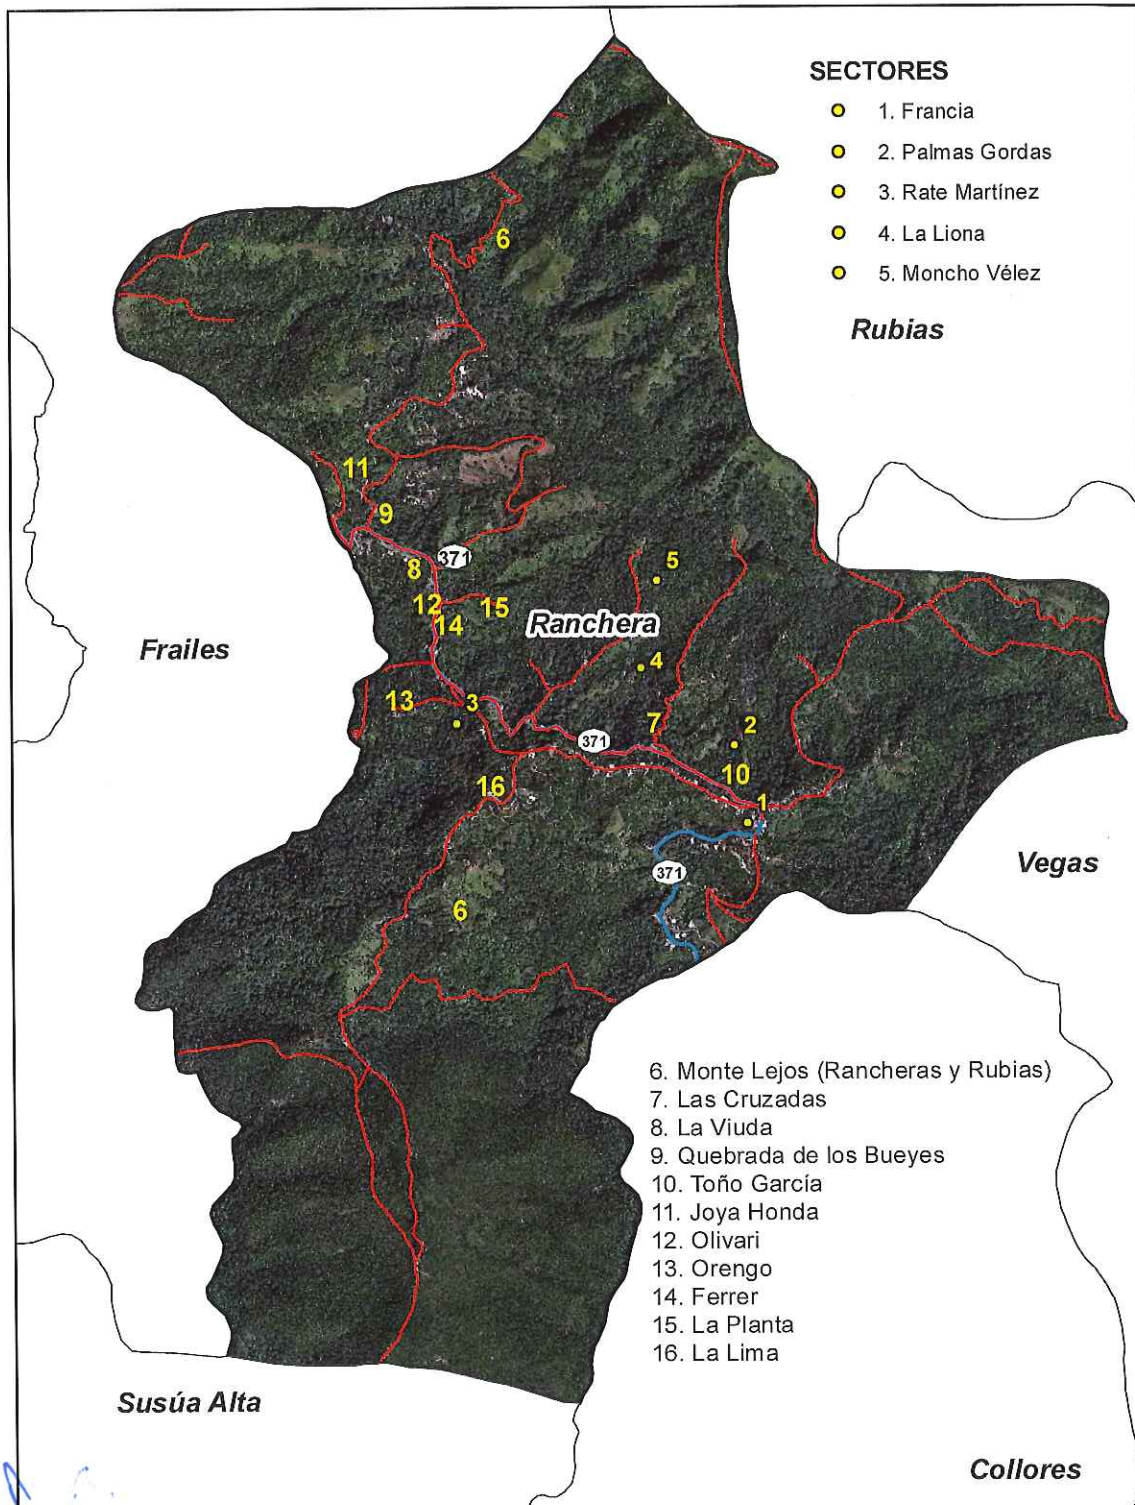 SECTORES
1. Francia
2. Palmas Gordas
3. Rate Martínez
4. La Liona
5. Moncho Vélez
Rubias
6
11
9
371
8
5
12
15
14
Ranchera
Frailes
4
13
3
7
2
371
16
10
1
Vegas
371
6
6. Monte Lejos (Rancheras y Rubias)
7. Las Cruzadas
8. La Viuda
9. Quebrada de los Bueyes
10. Toño García
11. Joya Honda
12. Olivari
13. Orengo
14. Ferrer
15. La Planta
16. La Lima
Susúa Alta
Collores